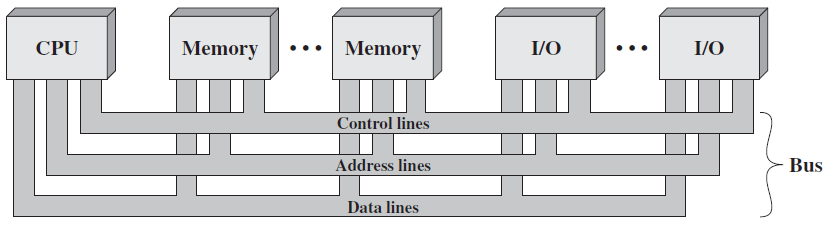 CPU
Memory
Memory
I/O
I/O
Control lines
Address lines
Data lines
Bus